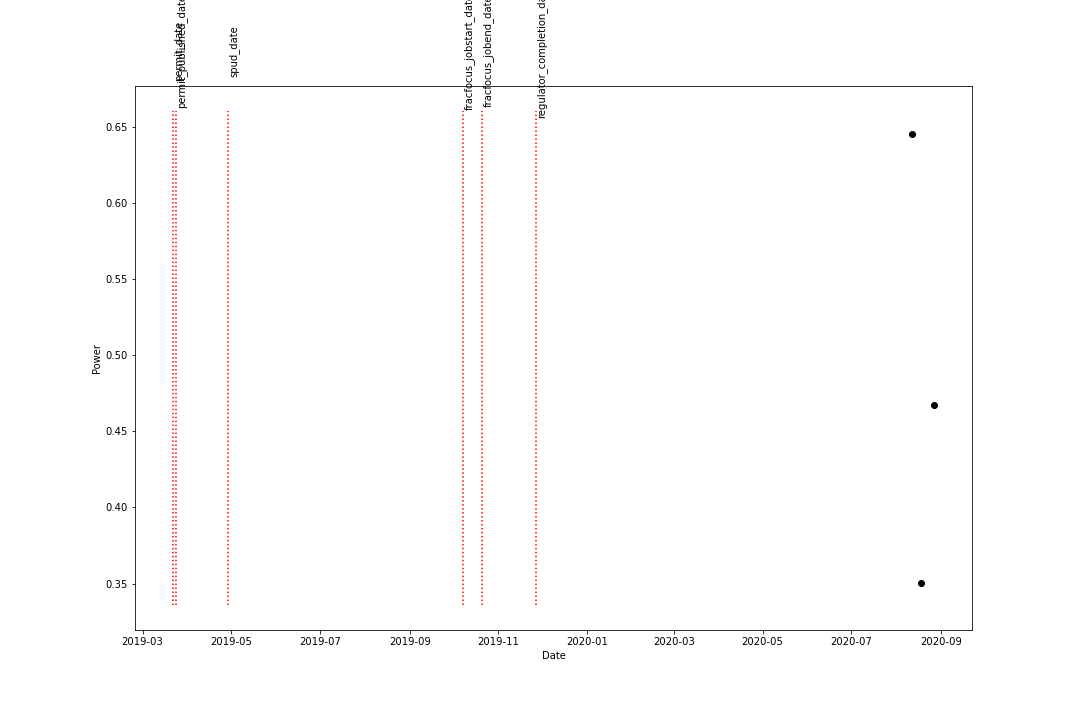 permit_date
permit_published_date
spud_date
fracfocus_jobstart_dat
fracfocus_jobend_date
regulator_completion_da
0.65
0.60
0.55
0.50
0.45
0.40
0.35
Power
2019-03 2019-05 2019-07 2019-09 2019-11 2020-01 2020-03 2020-05 2020-07 2020-09
Date